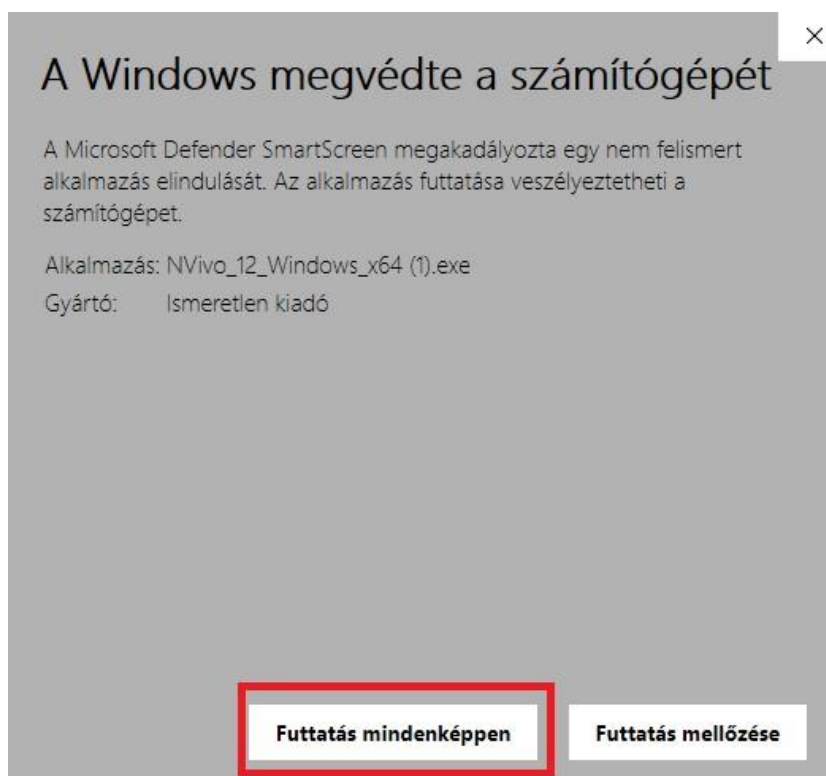 A Windows megvédte a számítógépét
A Microsoft Defender SmartScreen megakadályozta egy nem felismert
alkalmazás elindulását. Az alkalmazás futtatása veszélyeztetheti a
számítógépet.
Alkalmazás: NVivo_12_Windows_x64 (1).exe
Gyártó: Ismeretlen kiadó
Futtatás mindenképpen Futtatás mellőzése